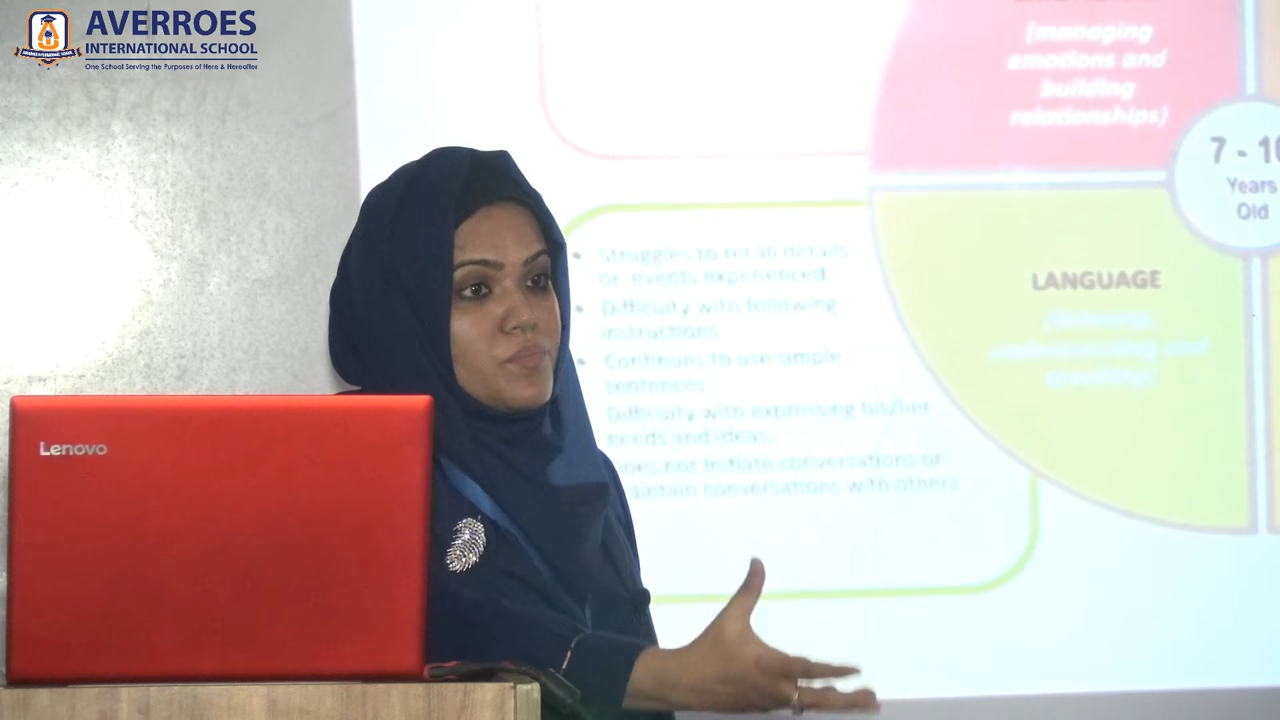 AVERROES
INTERNATIONAL SCHOOL
One School Serving the Purposes of Here & Hereafter
(managing
emotions and
building
relationships)
7 - 10
Years
Old
LANGUAGE
• Struggles to recall details
or events experienced.
• Difficulty with following
instructions
• Continues to use simple
sentences
Difficulty with expressing his/her
needs and ideas.
not initiate conversations or
conversations with others
Lenovo